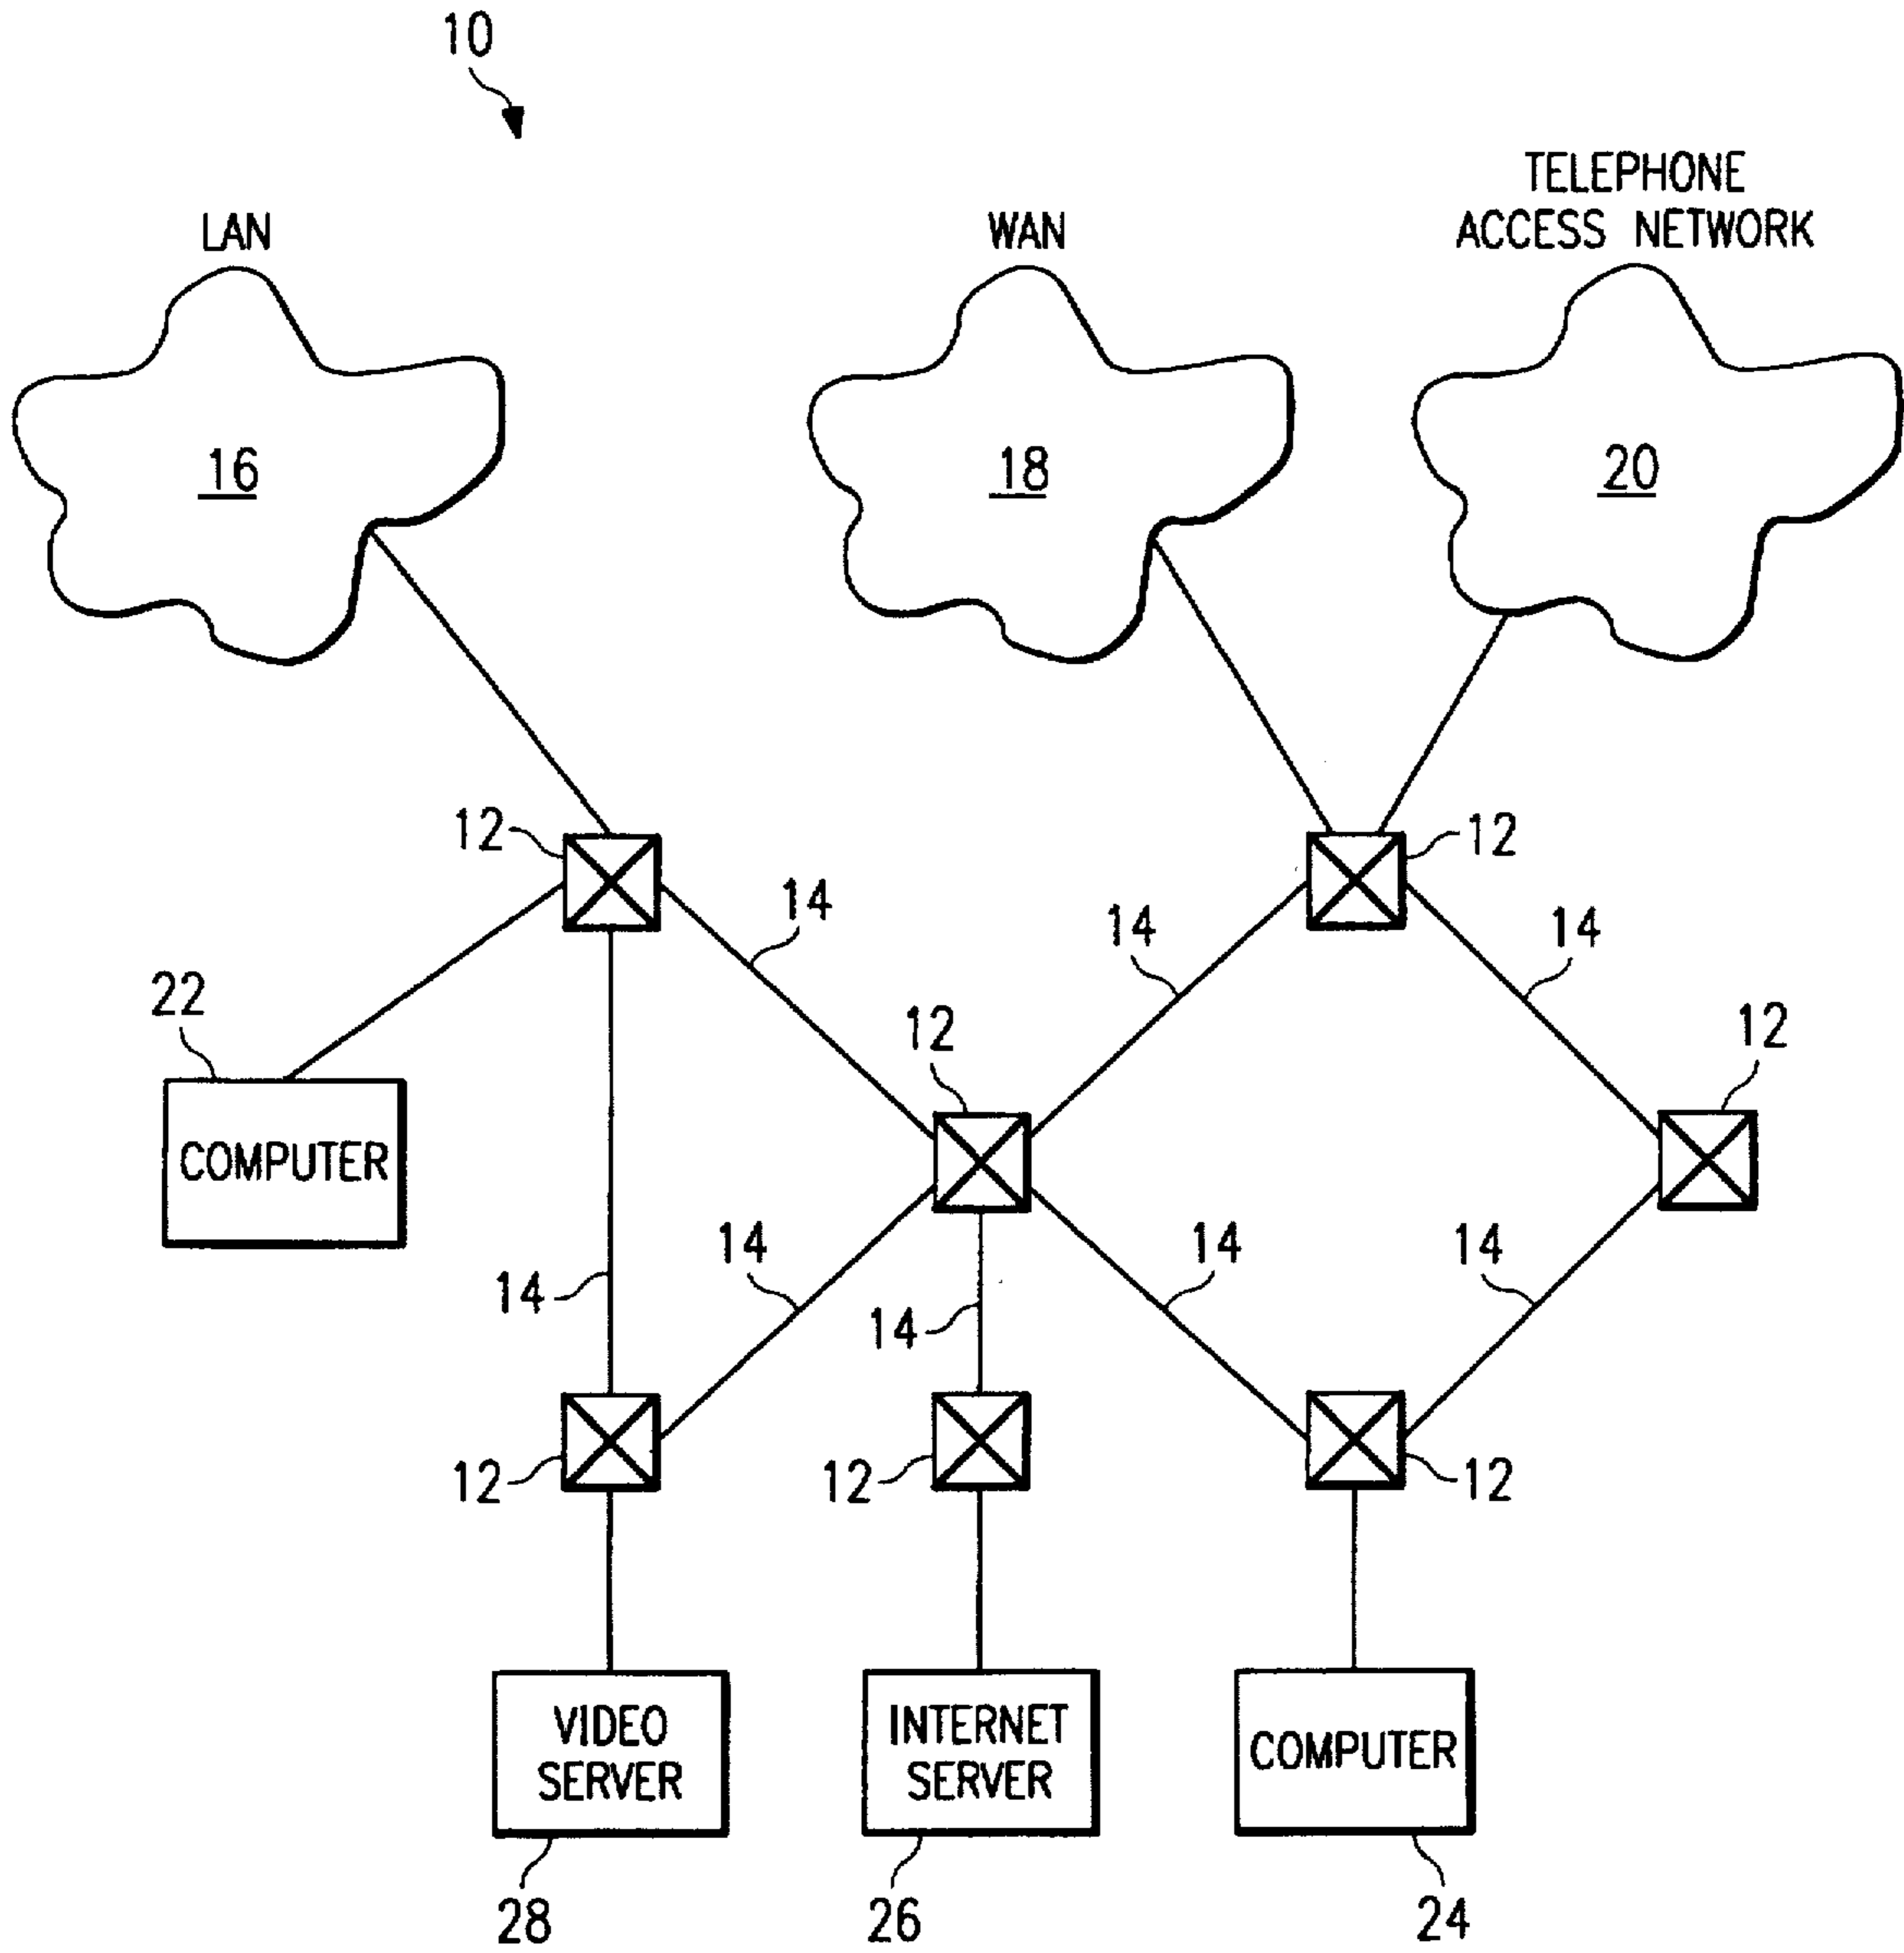 10
TELEPHONE
ACCESS NETWORK
LAN
WAN
16
18
20
12
12
14
14
14
22
12
12
COMPUTER
14
14
14
14
14
12
12
12
VIDEO
SERVER
INTERNET
SERVER
COMPUTER
28
26
24